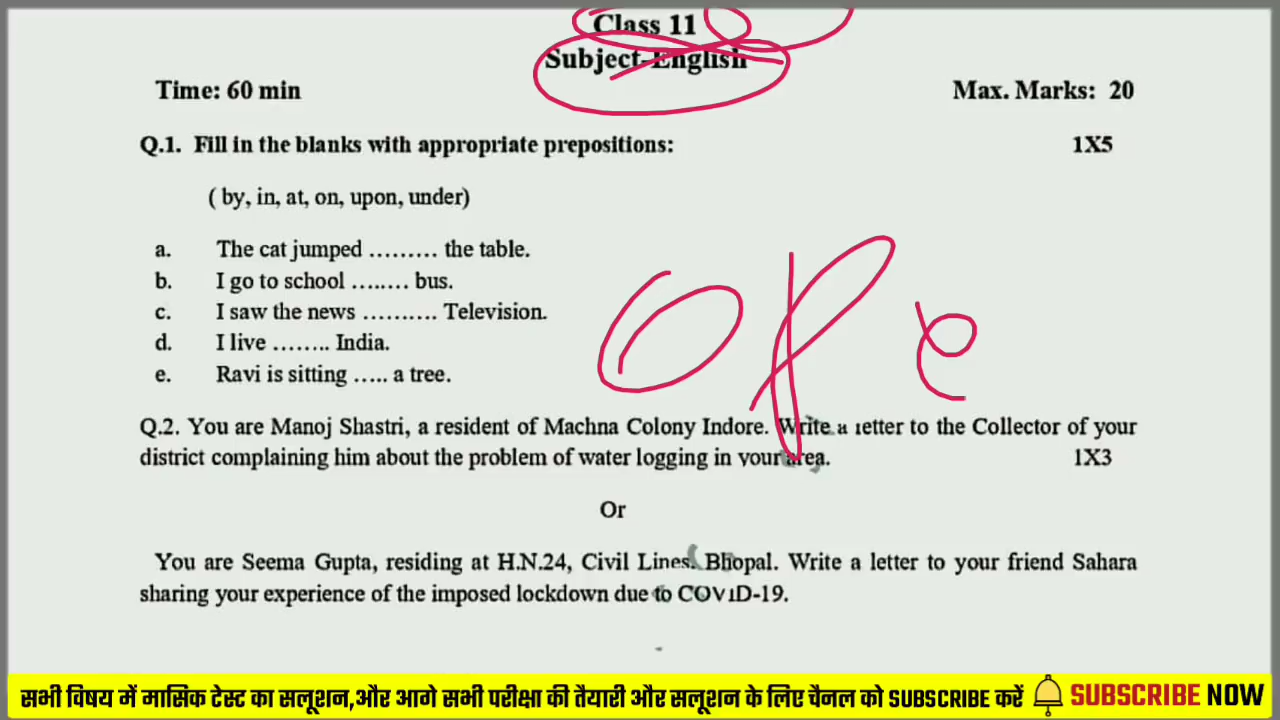 Class 11
Subject-English
Time: 60 min Max. Marks: 20
Q.1. Fill in the blanks with appropriate prepositions: 1X5
( by, in, at, on, upon, under)
a. The cat jumped ……… the table.
b. I go to school …..… bus.
c. I saw the news ………. Television.
d. I live …….. India.
e. Ravi is sitting ….. a tree.
Q.2. You are Manoj Shastri, a resident of Machna Colony Indore. Write a letter to the Collector of your
district complaining him about the problem of water logging in your area. 1X3
Or
You are Seema Gupta, residing at H.N.24, Civil Lines. Bhopal. Write a letter to your friend Sahara
sharing your experience of the imposed lockdown due to COVID-19.
सभी विषय में मासिक टेस्ट का सलूशन,और आगे सभी परीक्षा की तैयारी और सलूशन के लिए चैनल को SUBSCRIBE करें SUBSCRIBE NOW